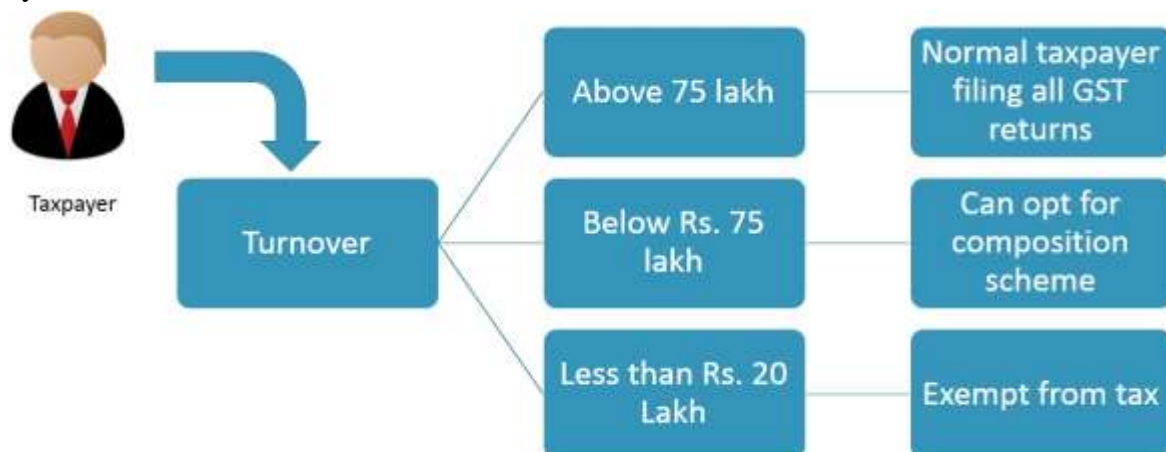 Taxpayer
Turnover
Above 75 lakh
Normal taxpayer
filing all GST
returns
Below Rs. 75
lakh
Can opt for
composition
scheme
Less than Rs. 20
Lakh
Exempt from tax